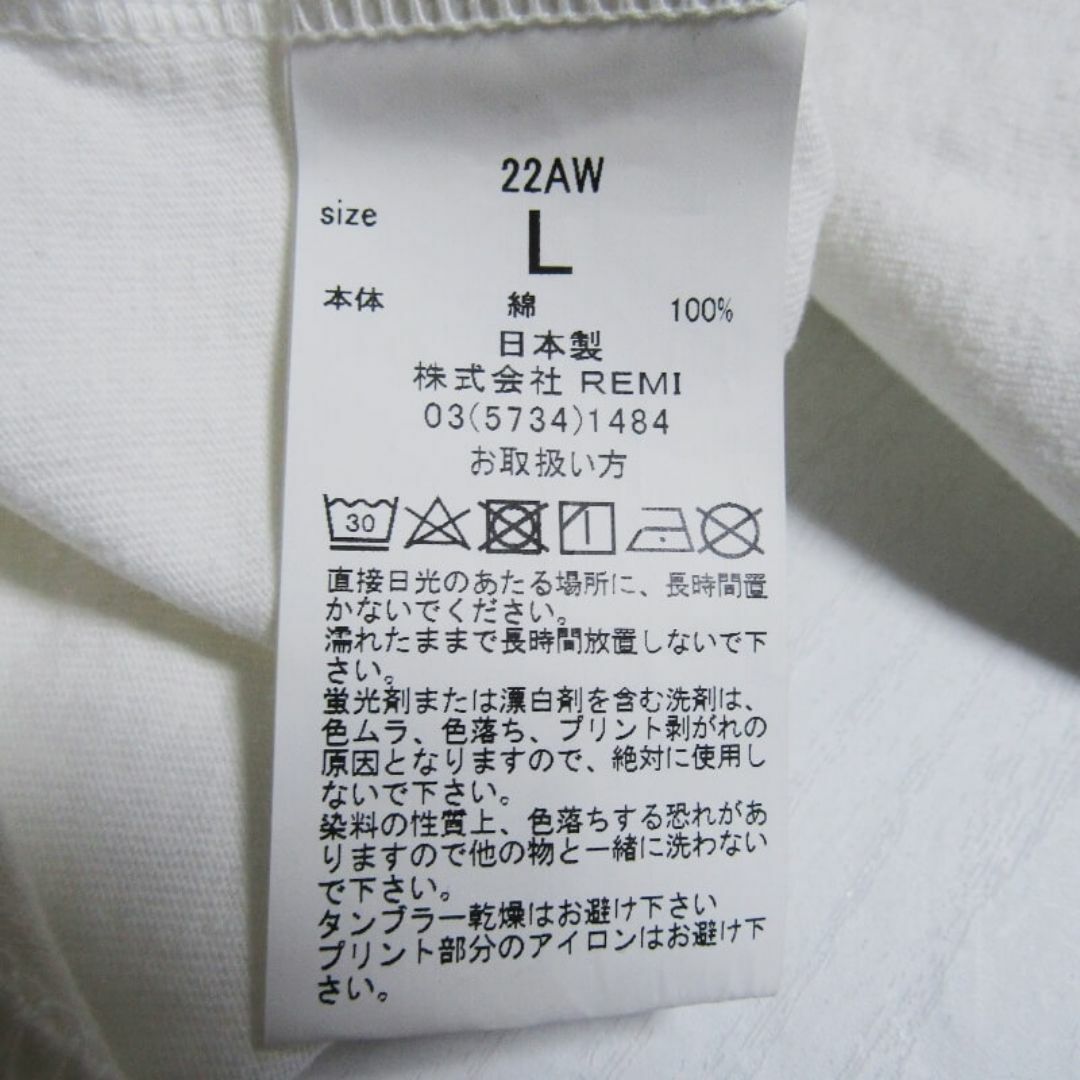 22AW
size L
本体 綿 100%
日本製
株式会社 REMI
03(5734)1484
お取扱い方
30
直接日光のあたる場所に、長時間置
かないでください。
濡れたままで長時間放置しないで下
さい。
蛍光剤または漂白剤を含む洗剤は、
色ムラ、色落ち、プリント剥がれの
原因となりますので、絶対に使用し
ないで下さい。
染料の性質上、色落ちする恐れがあ
りますので他の物と一緒に洗わない
で下さい。
タンブラー乾燥はお避け下さい
プリント部分のアイロンはお避け下
さい。